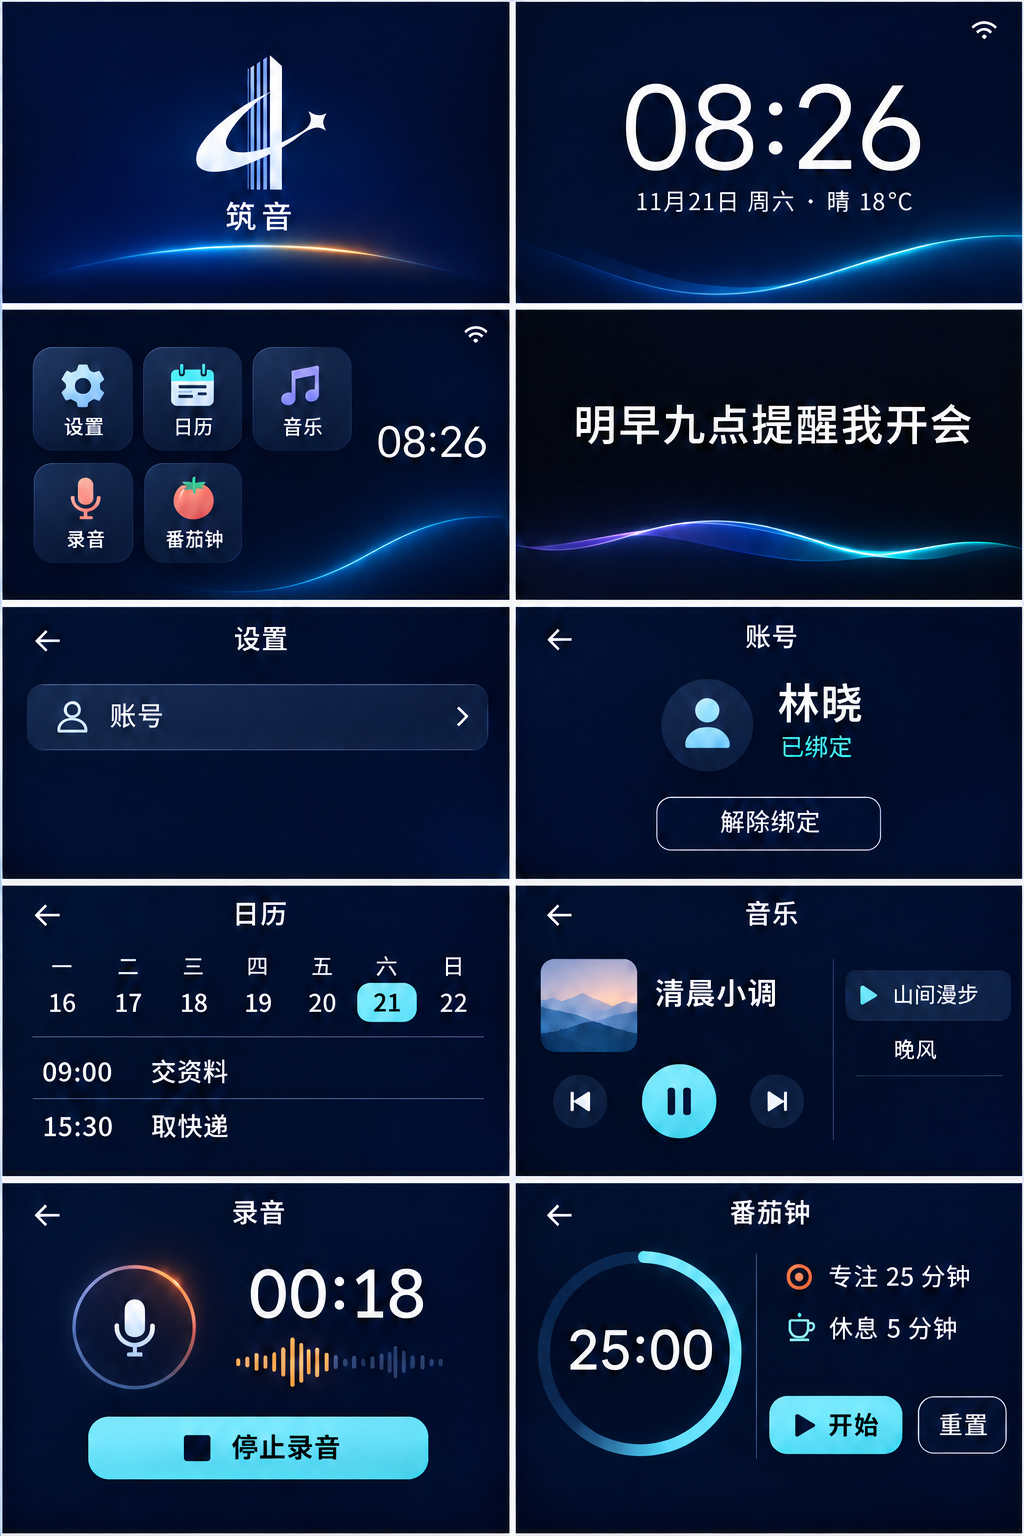 筑音
08:26
11月21日 周六 · 晴 18°C
设置 日历 音乐
08:26
录音 番茄钟
明早九点提醒我开会
设置
账号
账号
林晓
已绑定
解除绑定
日历
一 二 三 四 五 六 日
16 17 18 19 20 21 22
09:00 交资料
15:30 取快递
音乐
清晨小调
山间漫步
晚风
录音
00:18
停止录音
番茄钟
25:00
专注 25 分钟
休息 5 分钟
开始 重置